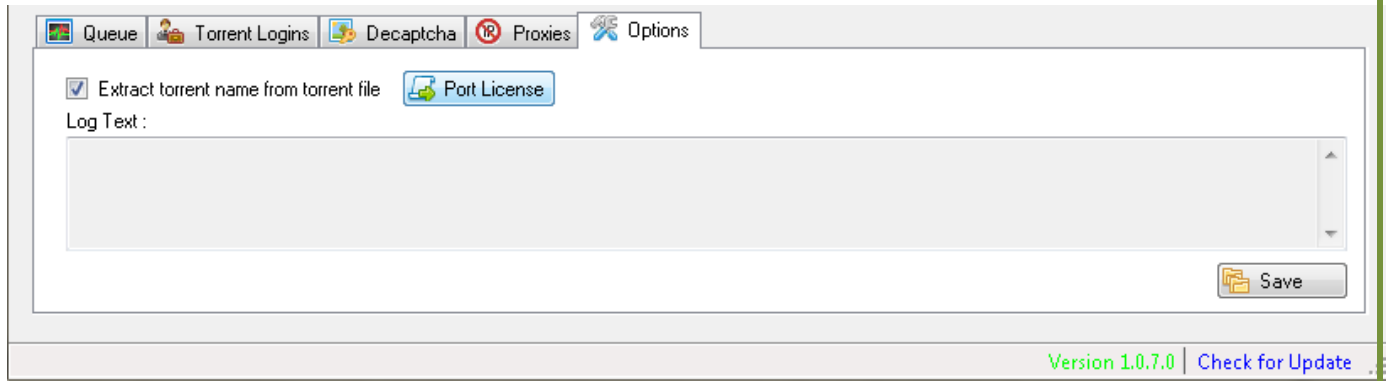 Queue Torrent Logins Decaptcha Proxies Options
Extract torrent name from torrent file Port License
Log Text :
Save
Version 1.0.7.0 Check for Update